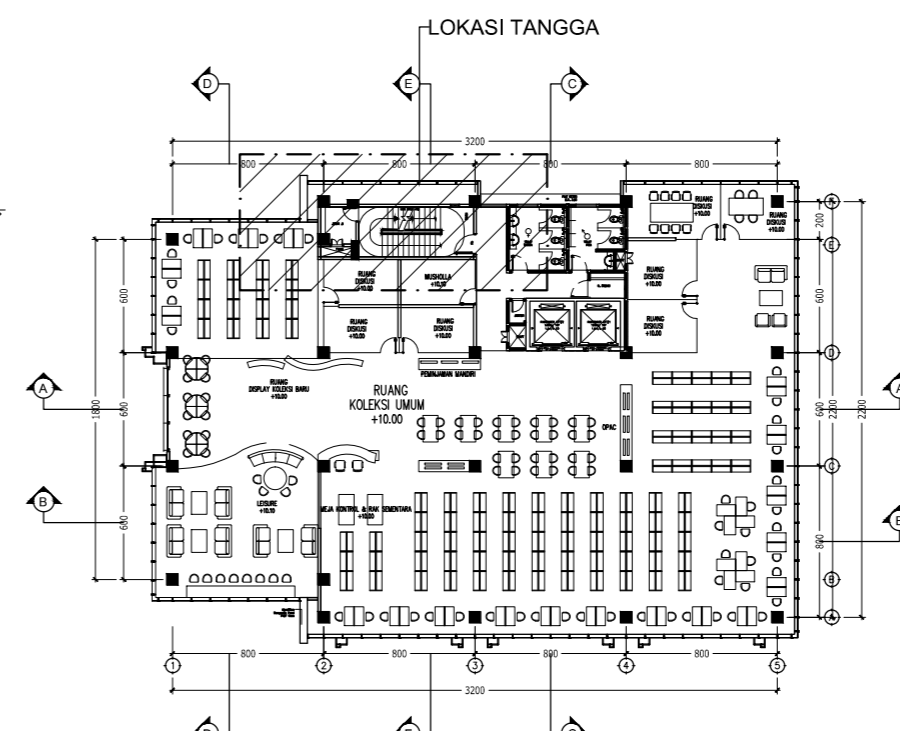 LOKASI TANGGA
D
E
C
3200
800
800
800
800
RUANG
DISKUSI
+10.00
RUANG
DISKUSI
+10.00
F
200
E
RUANG
DISKUSI
+10.00
MUSHOLLA
+10.10
RUANG
DISKUSI
+10.00
600
600
RUANG
DISKUSI
+10.00
RUANG
DISKUSI
+10.00
RUANG
DISKUSI
+10.00
D
PEMINJAMAN MANDIRI
RUANG
DISPLAY KOLEKSI BARU
+10.00
RUANG
KOLEKSI UMUM
+10.00
A
A
1800
600
600
2200
2200
OPAC
C
B
LEISURE
+10.10
MEJA KONTROL & RAK SEMENTARA
+10.00
600
800
B
A
800
800
800
800
1
2
3
4
5
3200